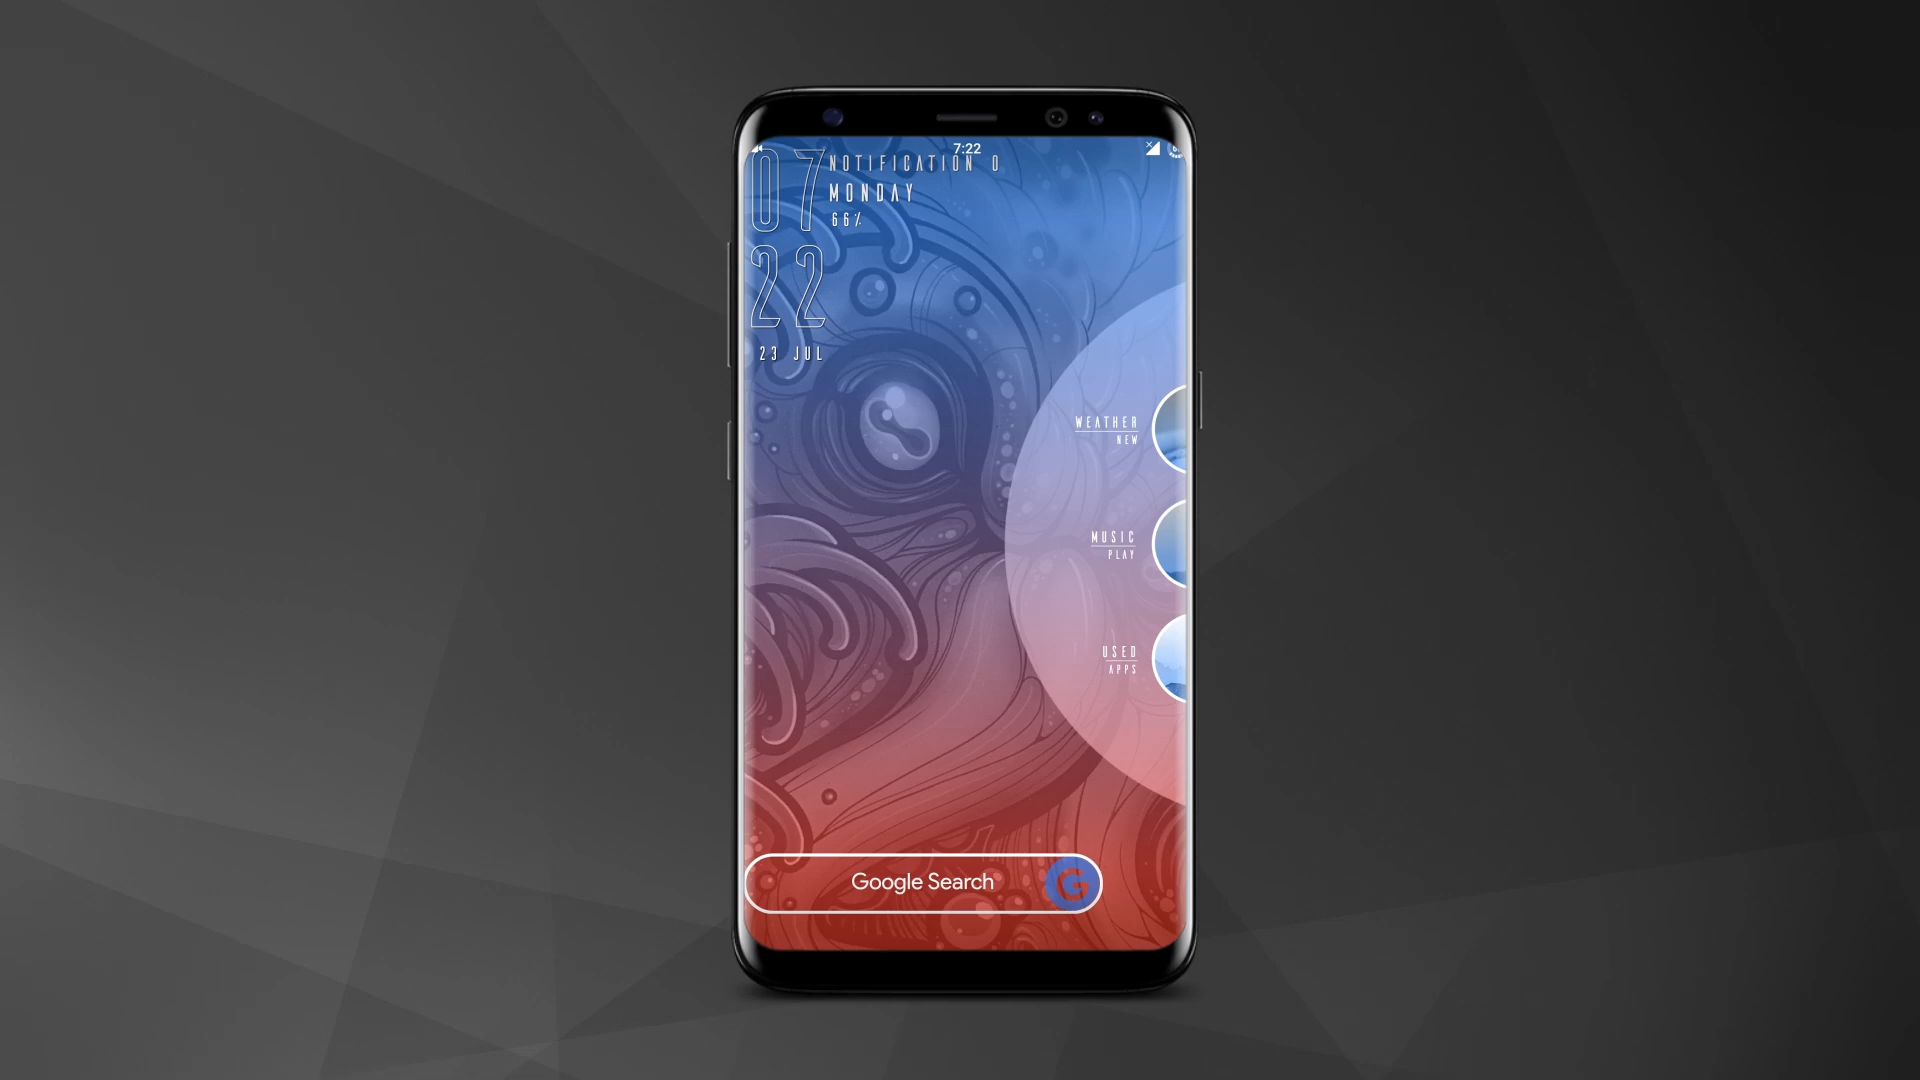 7:22
07
NOTIFICATION 0
MONDAY
66%
22
23 JUL
WEATHER
NEW
MUSIC
PLAY
USED
APPS
Google Search
G